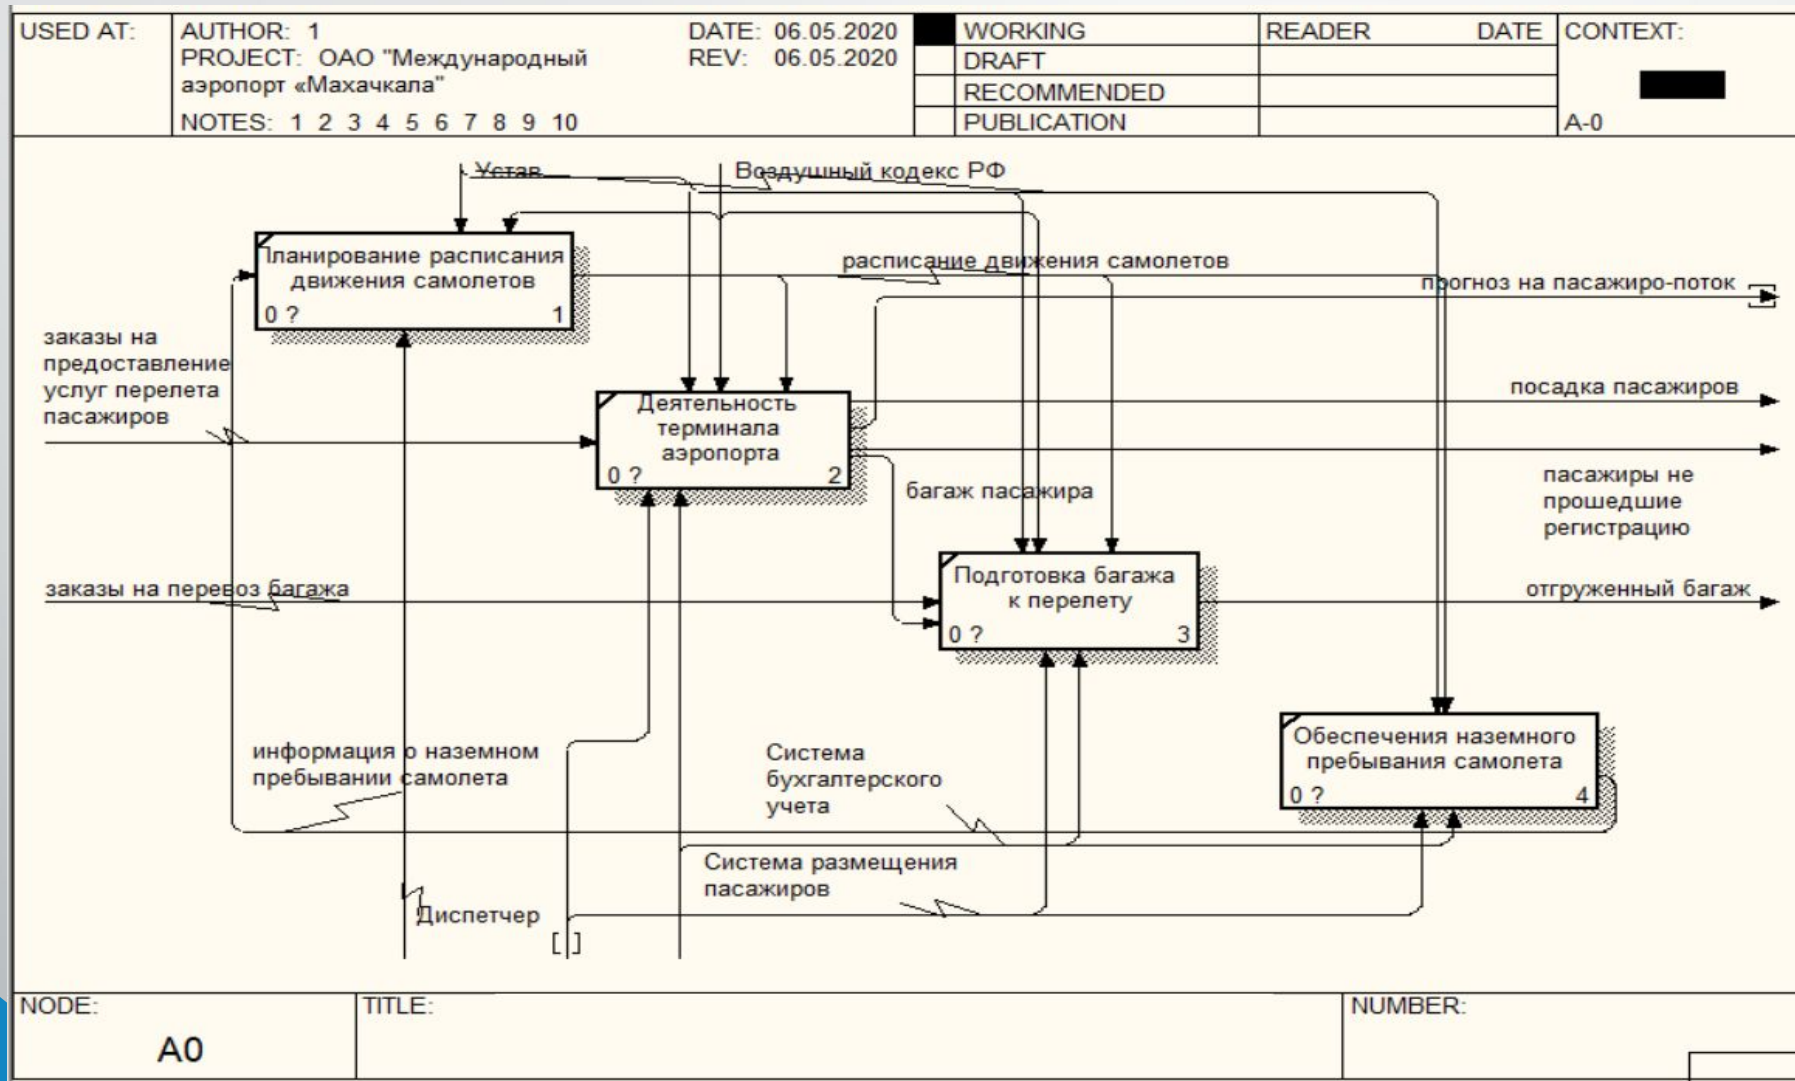 USED AT:
AUTHOR: 1
DATE: 06.05.2020
PROJECT: ОАО "Международный
аэропорт «Махачкала"
REV: 06.05.2020
NOTES: 1 2 3 4 5 6 7 8 9 10
WORKING
DRAFT
RECOMMENDED
PUBLICATION
READER DATE
CONTEXT:
A-0
Устав
Воздушный кодекс РФ
Планирование расписания
движения самолетов
0 ? 1
расписание движения самолетов
прогноз на пасажиро-поток
заказы на
предоставление
услуг перелета
пасажиров
посадка пасажиров
Деятельность
терминала
аэропорта
0 ? 2
багаж пасажира
пасажиры не
прошедшие
регистрацию
заказы на перевоз багажа
Подготовка багажа
к перелету
0 ? 3
отгруженный багаж
информация о наземном
пребывании самолета
Система
бухгалтерского
учета
Обеспечения наземного
пребывания самолета
0 ? 4
Система размещения
пасажиров
Диспетчер
NODE:
A0
TITLE:
NUMBER: